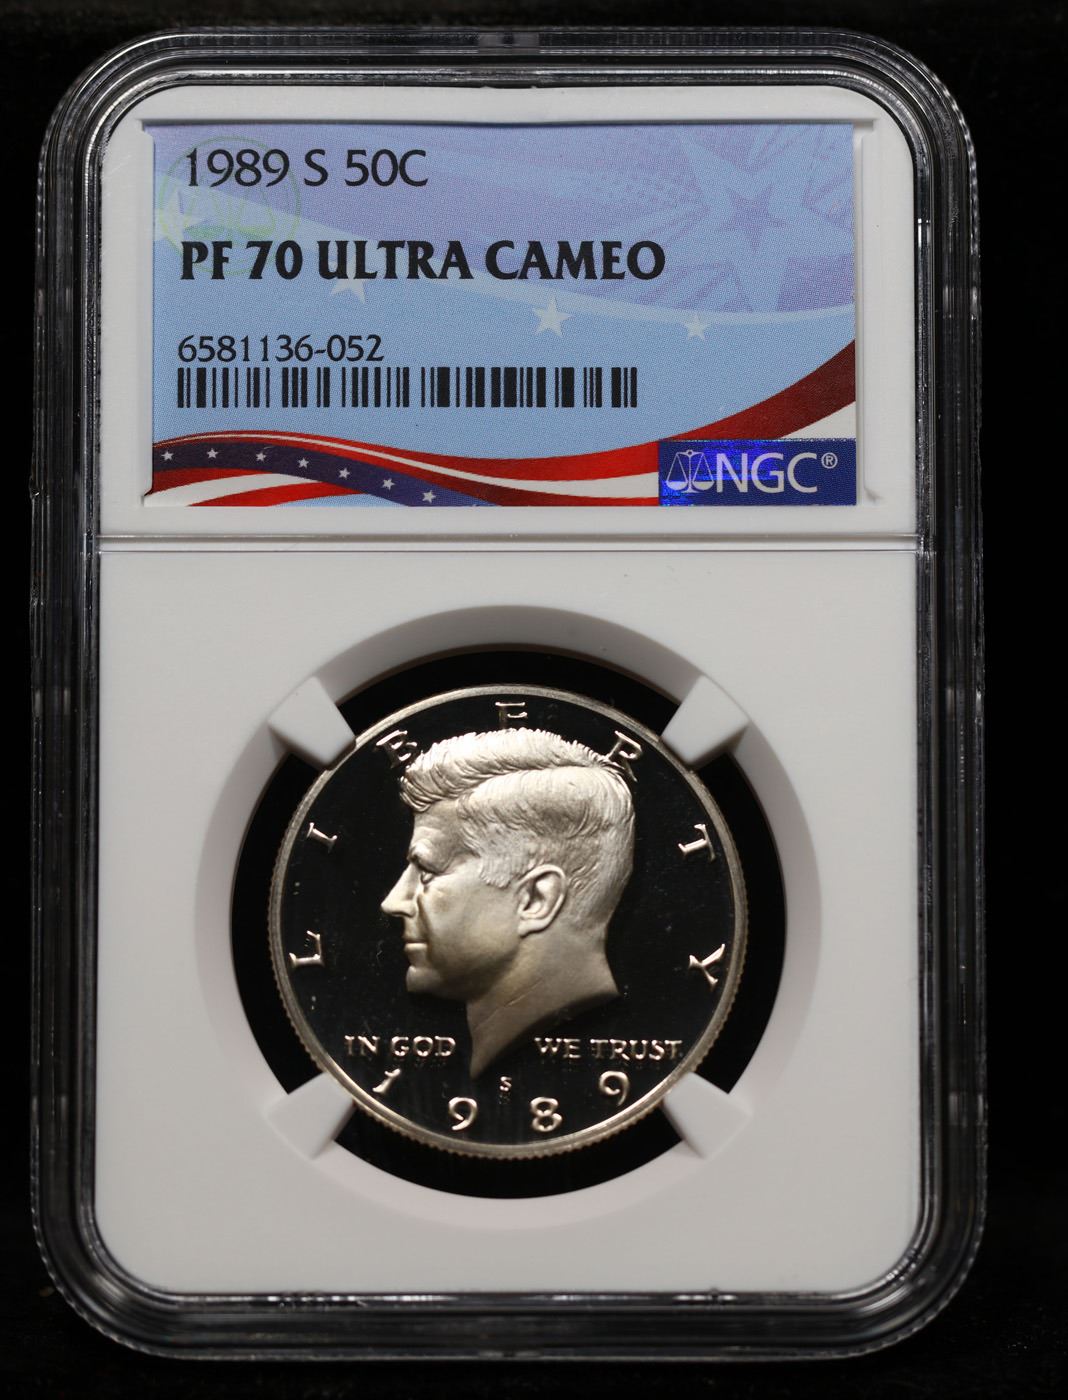 1989 S 50C
PF 70 ULTRA CAMEO
6581136-052
NGC®
LIBERTY
IN GOD WE TRUST
S
1989